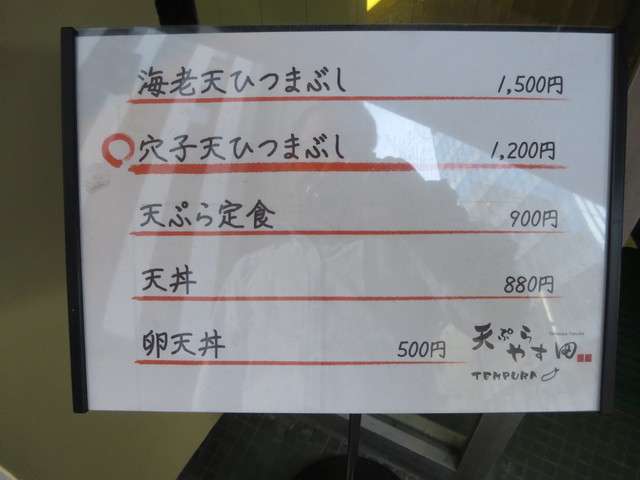 海老天ひつまぶし 1,500円
穴子天ひつまぶし 1,200円
天ぷら定食 900円
天丼 880円
卵天丼 500円
天ぷら
やす田
TEMPURA